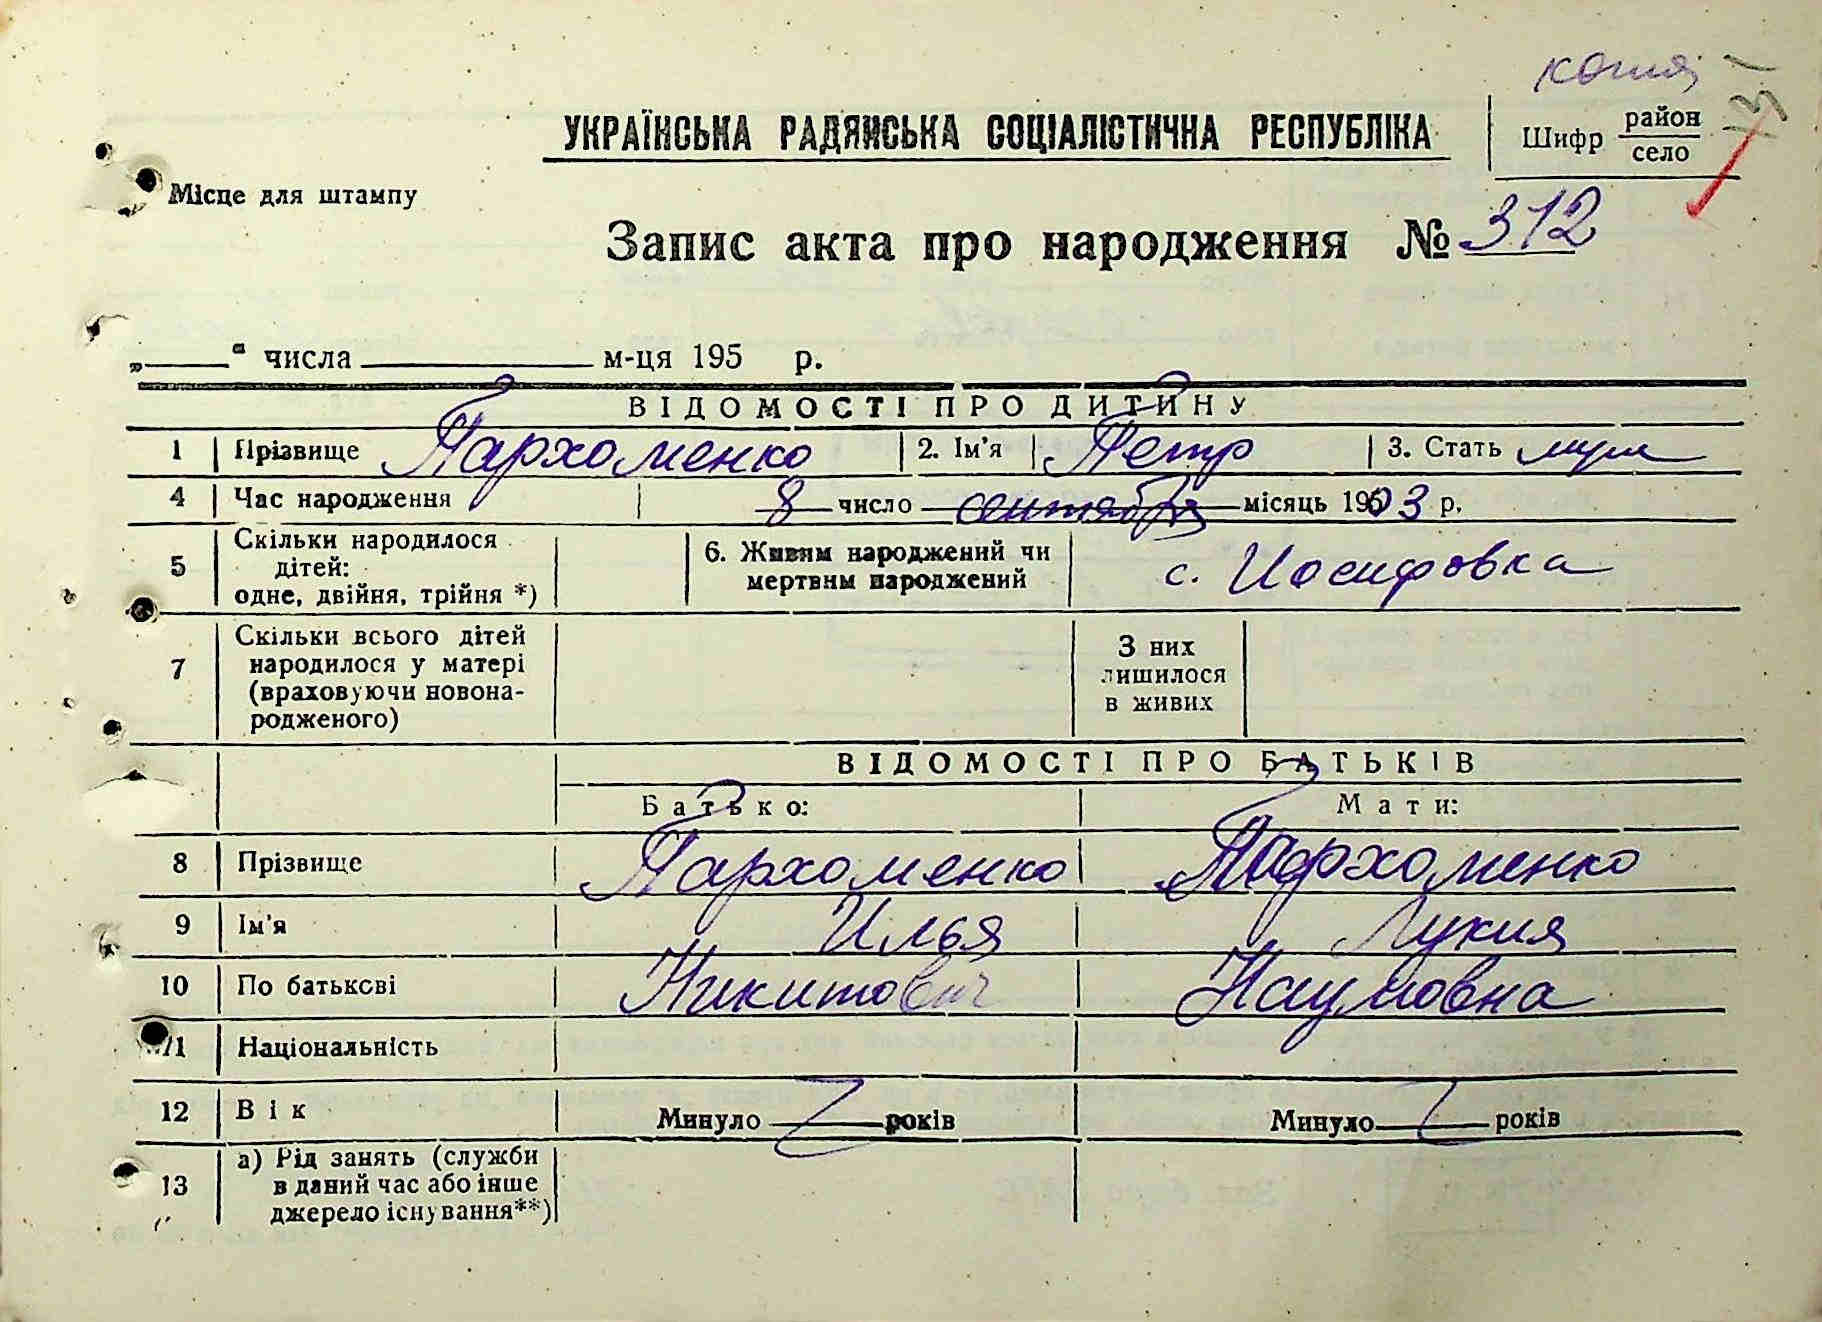 копия
УКРАЇНСЬКА РАДЯНСЬКА СОЦІАЛІСТИЧНА РЕСПУБЛІКА
Шифр район
село
Місце для штампу
Запис акта про народження № 312
„ “ числа м-ця 195 р.
ВІДОМОСТІ ПРО ДИТИНУ
1 Прізвище Пархоменко 2. Ім’я Петр 3. Стать муж
4 Час народження 8 число сентября місяць 1903 р.
5 Скільки народилося дітей: одне, двійня, трійня *) 6. Живим народжений чи мертвим народжений с. Иосифовка
7 Скільки всього дітей народилося у матері (враховуючи новонародженого) З них лишилося в живих
ВІДОМОСТІ ПРО БАТЬКІВ
Батько: Мати:
8 Прізвище Пархоменко Пархоменко
9 Ім’я Илья Лукия
10 По батькові Никитович Наумовна
11 Національність
12 Вік Минуло років Минуло років
13 а) Рід занять (служби в даний час або інше джерело існування**)